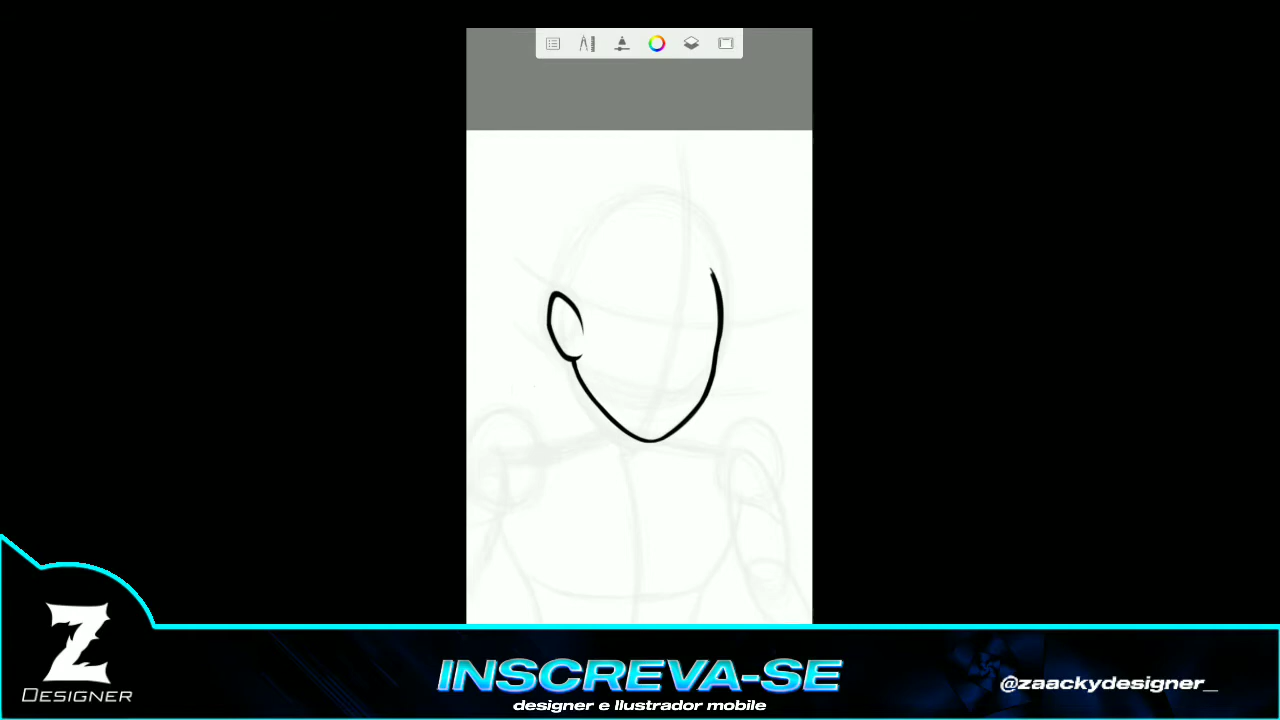 Z
DESIGNER
INSCREVA-SE
designer e Ilustrador mobile
@zaackydesigner_